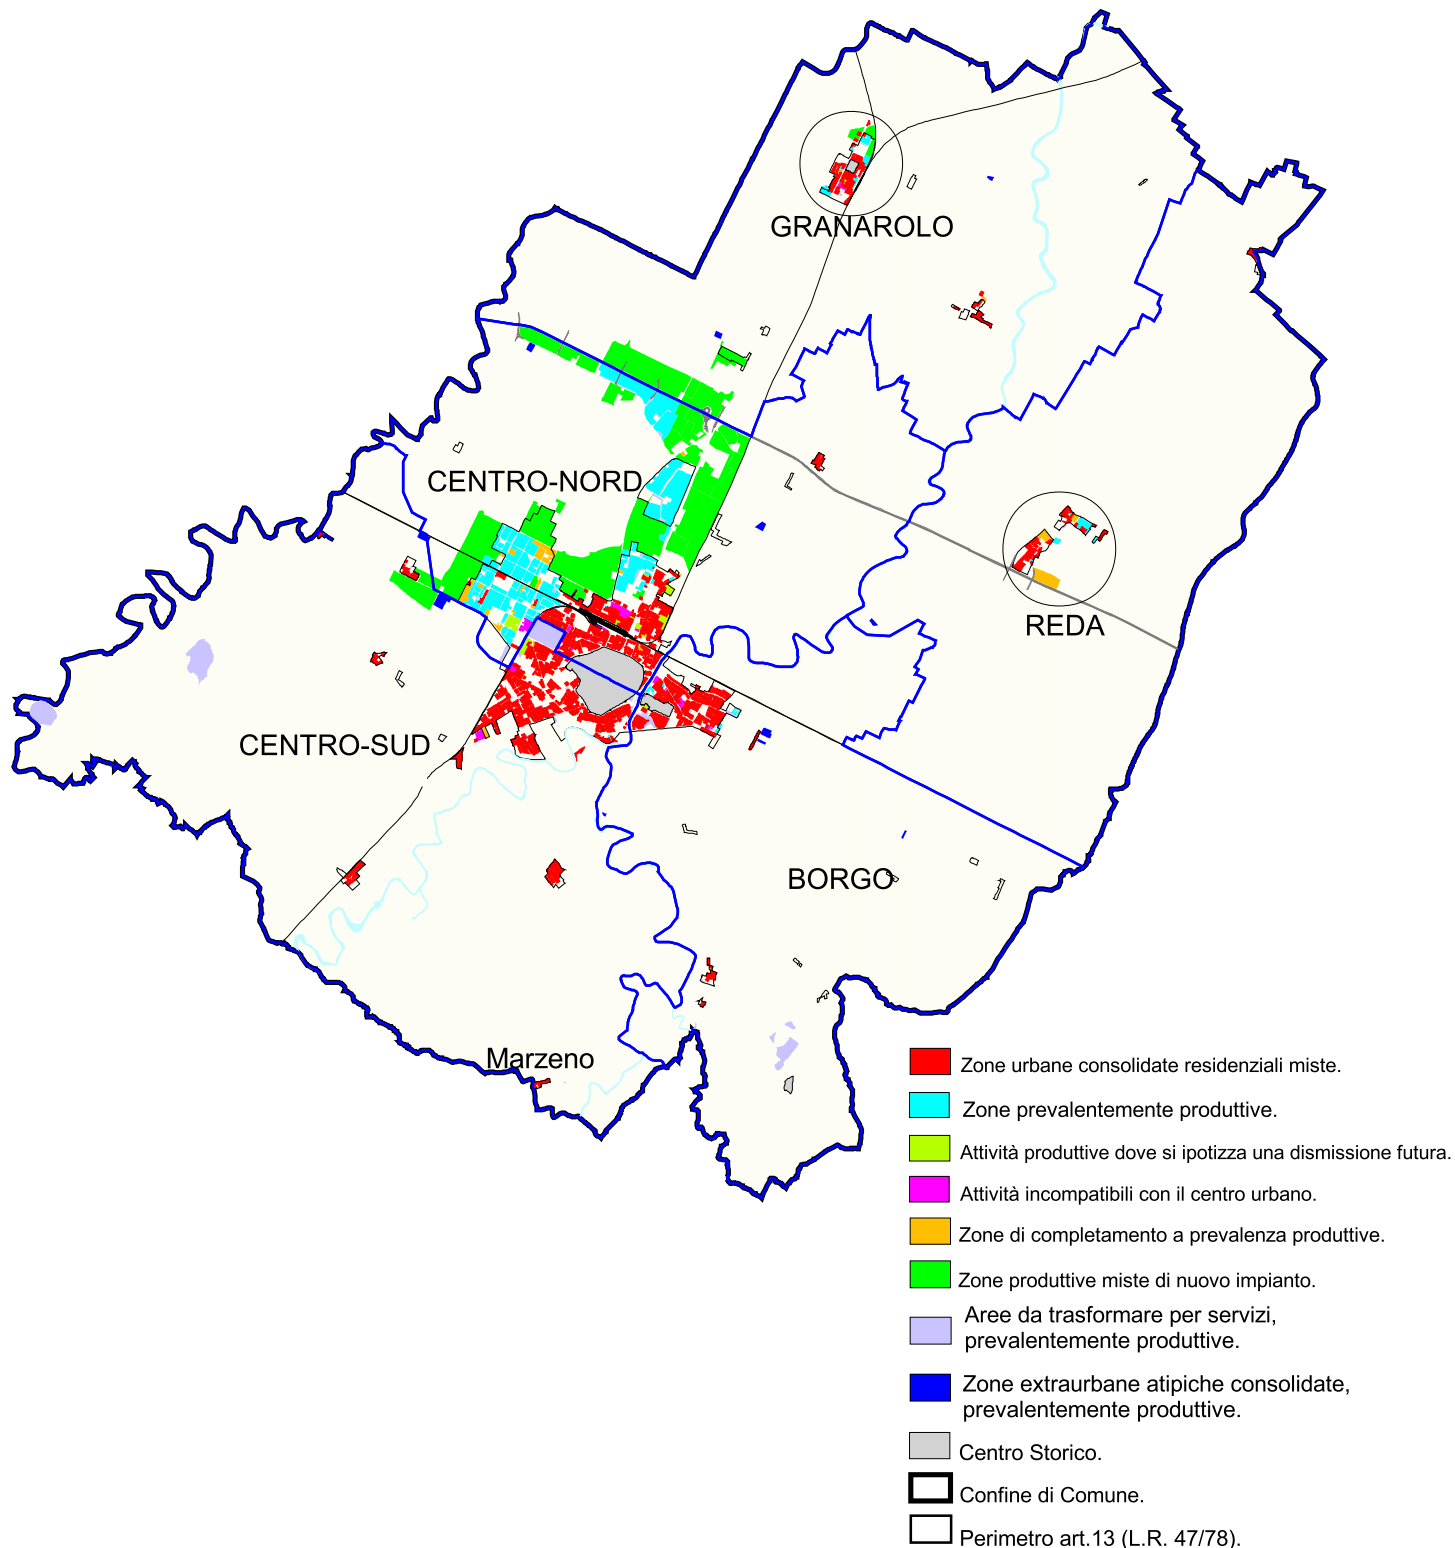 GRANAROLO
CENTRO-NORD
REDA
CENTRO-SUD
BORGO
Marzeno
Zone urbane consolidate residenziali miste.
Zone prevalentemente produttive.
Attività produttive dove si ipotizza una dismissione futura.
Attività incompatibili con il centro urbano.
Zone di completamento a prevalenza produttive.
Zone produttive miste di nuovo impianto.
Aree da trasformare per servizi,
prevalentemente produttive.
Zone extraurbane atipiche consolidate,
prevalentemente produttive.
Centro Storico.
Confine di Comune.
Perimetro art.13 (L.R. 47/78).